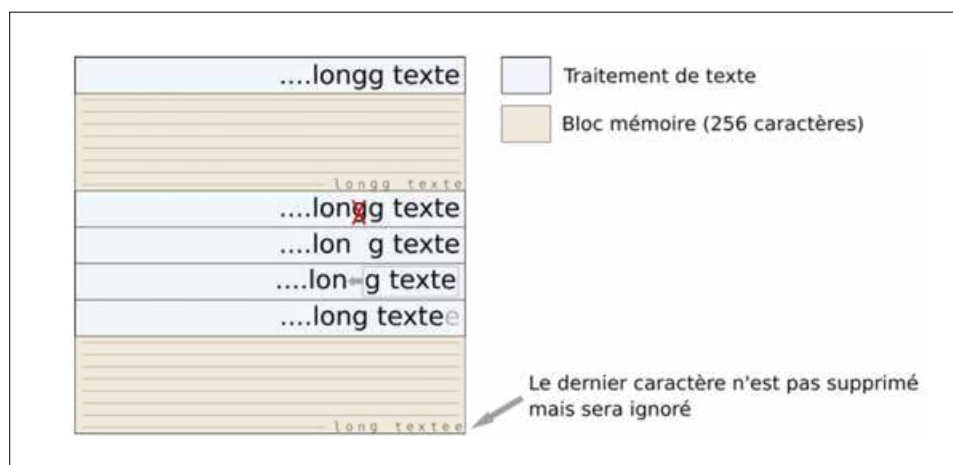 ....longg texte
Traitement de texte
Bloc mémoire (256 caractères)
longg texte
....longg texte
....lon g texte
....lon g texte
....long textee
Le dernier caractère n'est pas supprimé
mais sera ignoré
long textee